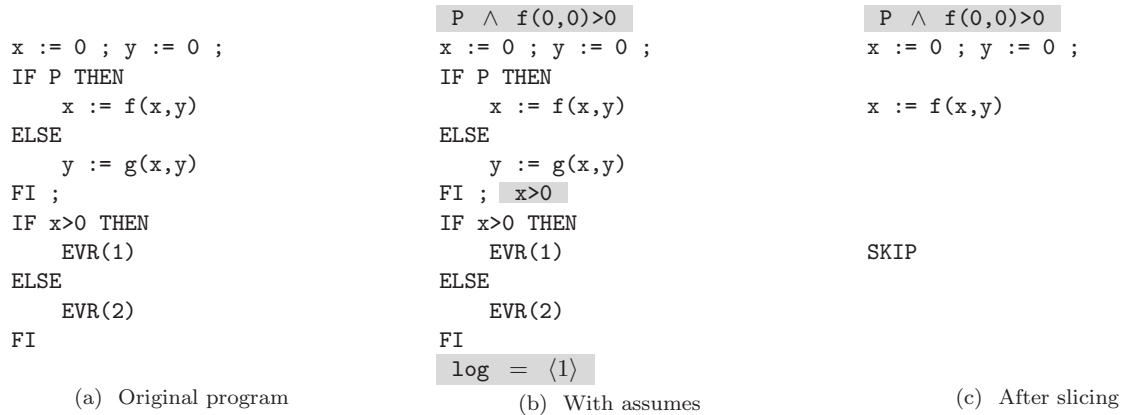 x := 0 ; y := 0 ;
IF P THEN
x := f(x,y)
ELSE
y := g(x,y)
FI ;
IF x>0 THEN
EVR(1)
ELSE
EVR(2)
FI
(a) Original program
P ∧ f(0,0)>0
x := 0 ; y := 0 ;
IF P THEN
x := f(x,y)
ELSE
y := g(x,y)
FI ; x>0
IF x>0 THEN
EVR(1)
ELSE
EVR(2)
FI
log = ⟨1⟩
(b) With assumes
P ∧ f(0,0)>0
x := 0 ; y := 0 ;
x := f(x,y)
SKIP
(c) After slicing